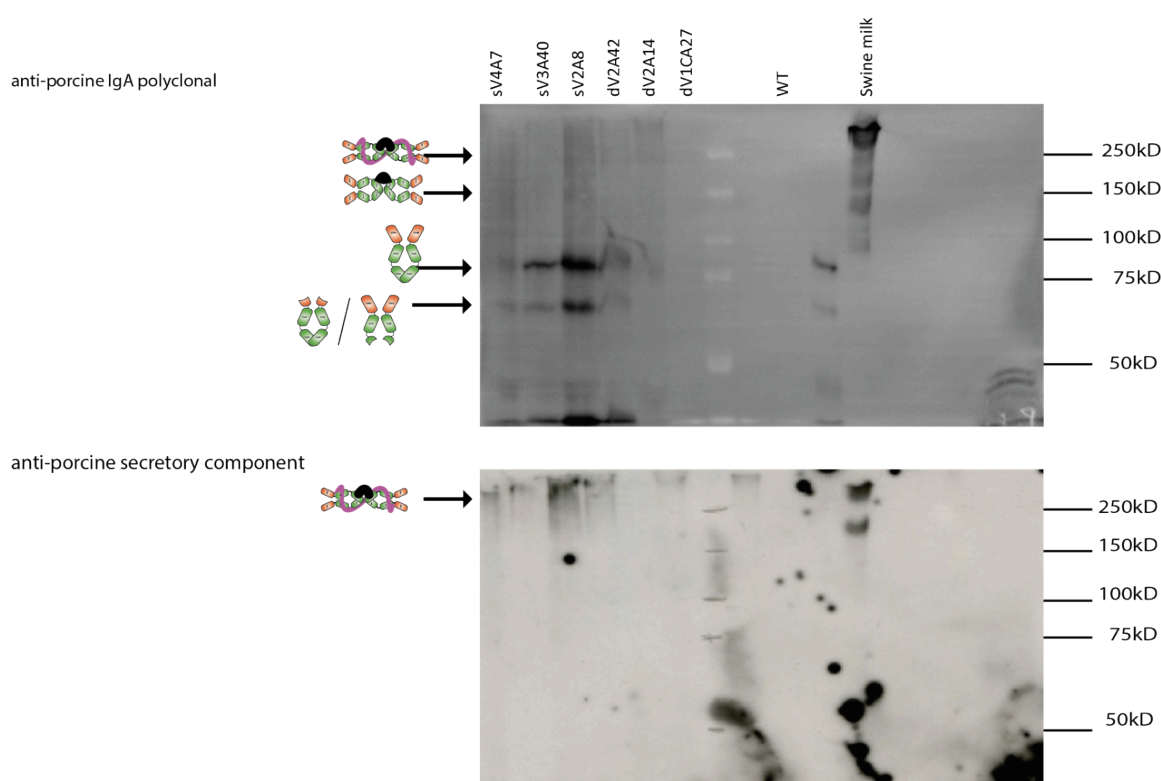 sV4A7
sV3A40
sV2A8
dV2A42
dV2A14
dV1CA27
WT
Swine milk
anti-porcine IgA polyclonal
250kD
150kD
100kD
75kD
50kD
anti-porcine secretory component
250kD
150kD
100kD
75kD
50kD